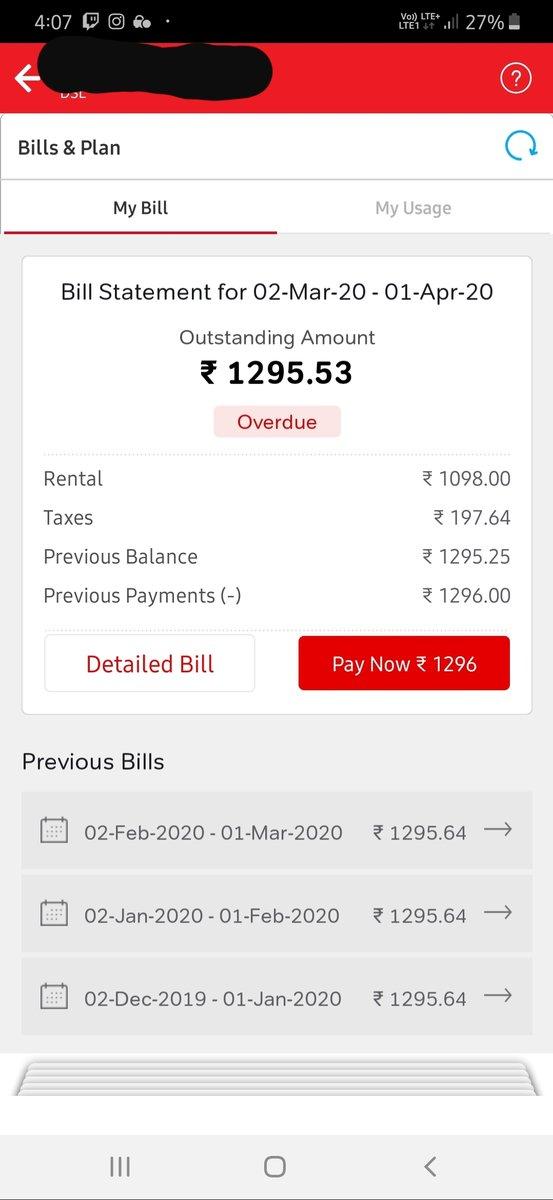 4:07
Vo) LTE+
LTE1
27%
DSL
?
Bills & Plan
My Bill
My Usage
Bill Statement for 02-Mar-20 - 01-Apr-20
Outstanding Amount
₹ 1295.53
Overdue
Rental ₹ 1098.00
Taxes ₹ 197.64
Previous Balance ₹ 1295.25
Previous Payments (-) ₹ 1296.00
Detailed Bill
Pay Now ₹ 1296
Previous Bills
02-Feb-2020 - 01-Mar-2020 ₹ 1295.64
02-Jan-2020 - 01-Feb-2020 ₹ 1295.64
02-Dec-2019 - 01-Jan-2020 ₹ 1295.64